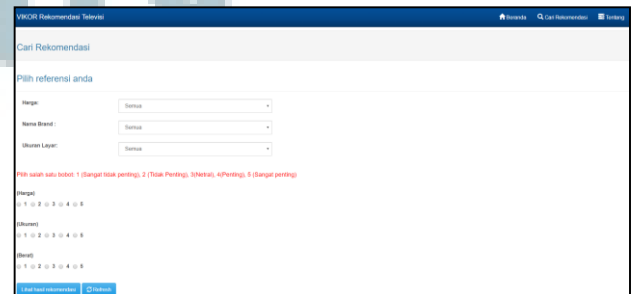 VIKOR Rekomendasi Televisi Beranda Cari Rekomendasi Tentang
Cari Rekomendasi
Pilih referensi anda
Harga: Semua
Nama Brand : Semua
Ukuran Layar: Semua
Pilih salah satu bobot: 1 (Sangat tidak penting), 2 (Tidak Penting), 3(Netral), 4(Penting), 5 (Sangat penting)
(Harga)
1 2 3 4 5
(Ukuran)
1 2 3 4 5
(Berat)
1 2 3 4 5
Lihat hasil rekomendasi Refresh